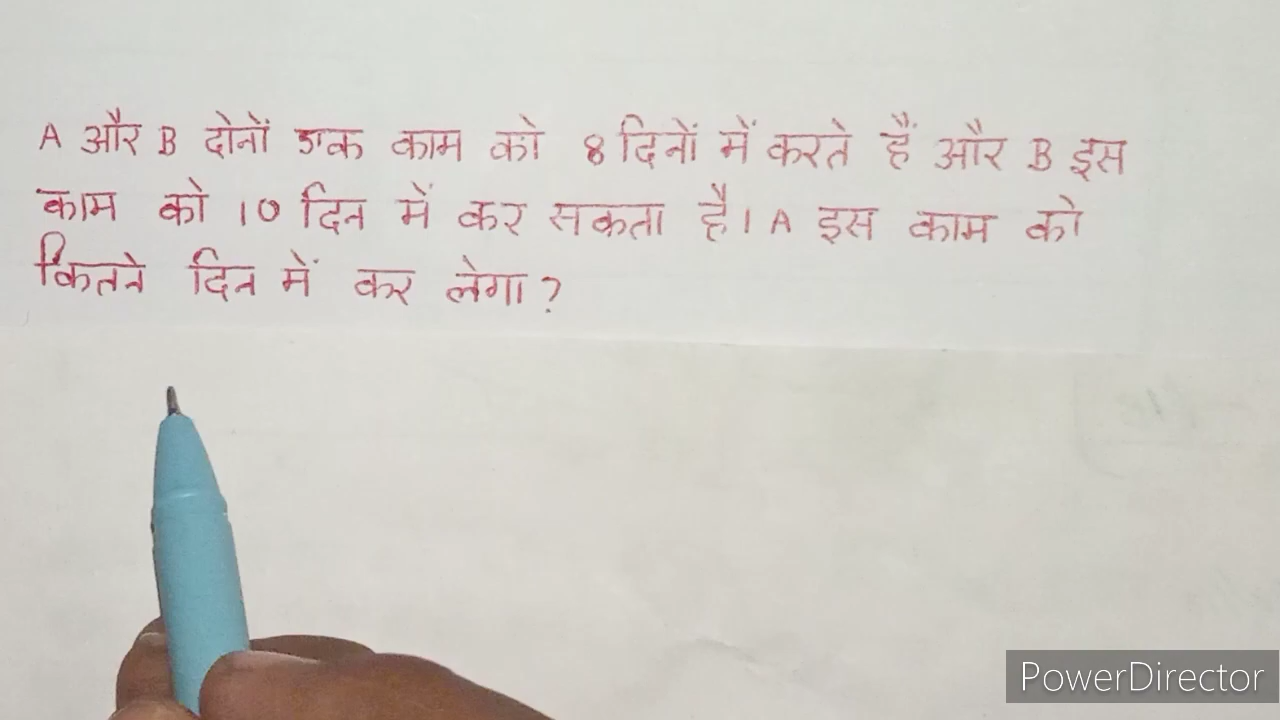 A और B दोनों एक काम को 8 दिनों में करते हैं और B इस
काम को 10 दिन में कर सकता है। A इस काम को
कितने दिन में कर लेगा?
PowerDirector